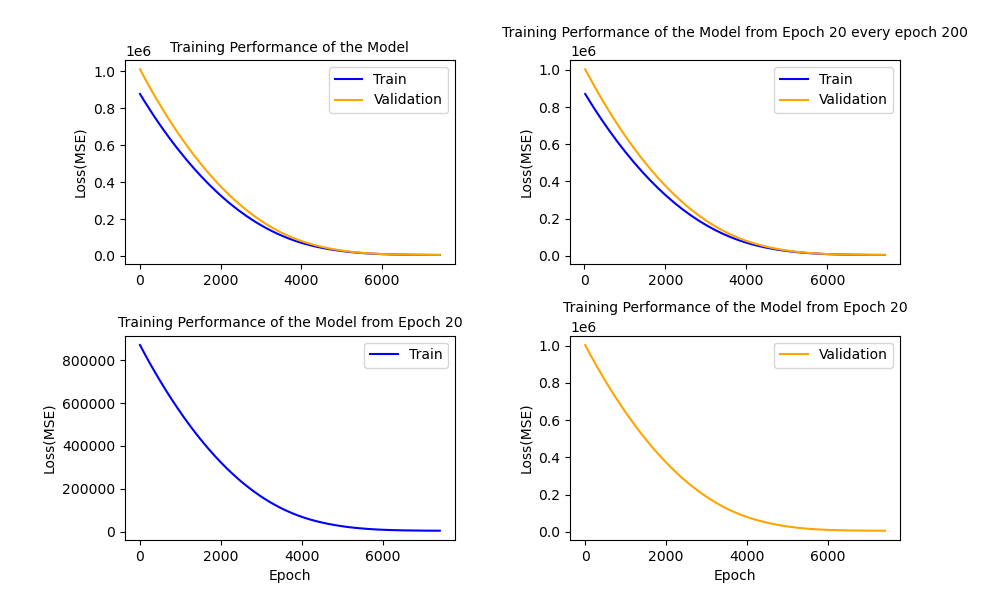 Training Performance of the Model
1e6
Loss(MSE)
1.0
0.8
0.6
0.4
0.2
0.0
0 2000 4000 6000
Train
Validation
Training Performance of the Model from Epoch 20 every epoch 200
1e6
Loss(MSE)
1.0
0.8
0.6
0.4
0.2
0.0
0 2000 4000 6000
Train
Validation
Training Performance of the Model from Epoch 20
Loss(MSE)
800000
600000
400000
200000
0
0 2000 4000 6000
Epoch
Train
Training Performance of the Model from Epoch 20
1e6
Loss(MSE)
1.0
0.8
0.6
0.4
0.2
0.0
0 2000 4000 6000
Epoch
Validation